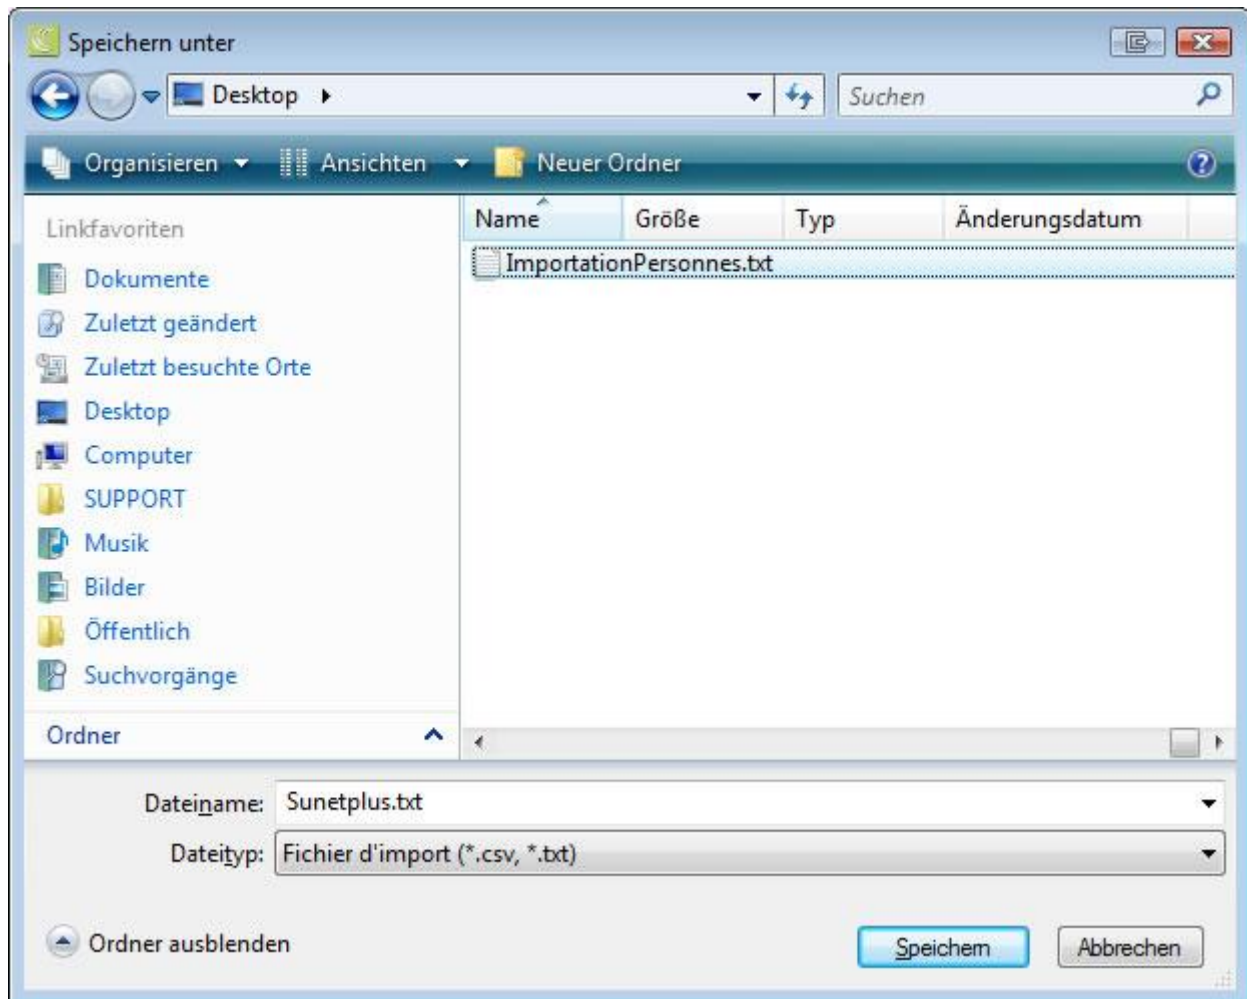 Speichern unter
Desktop
Suchen
Organisieren Ansichten Neuer Ordner
Linkfavoriten
Name Größe Typ Änderungsdatum
ImportationPersonnes.txt
Dokumente
Zuletzt geändert
Zuletzt besuchte Orte
Desktop
Computer
SUPPORT
Musik
Bilder
Öffentlich
Suchvorgänge
Ordner
Dateiname: Sunetplus.txt
Dateityp: Fichier d'import (*.csv, *.txt)
Ordner ausblenden
Speichern Abbrechen